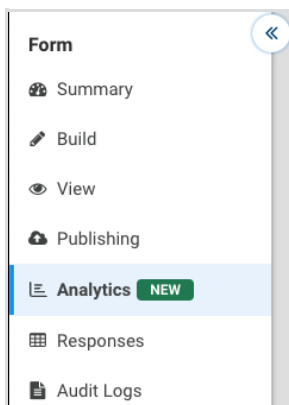 Form
Summary
Build
View
Publishing
Analytics NEW
Responses
Audit Logs